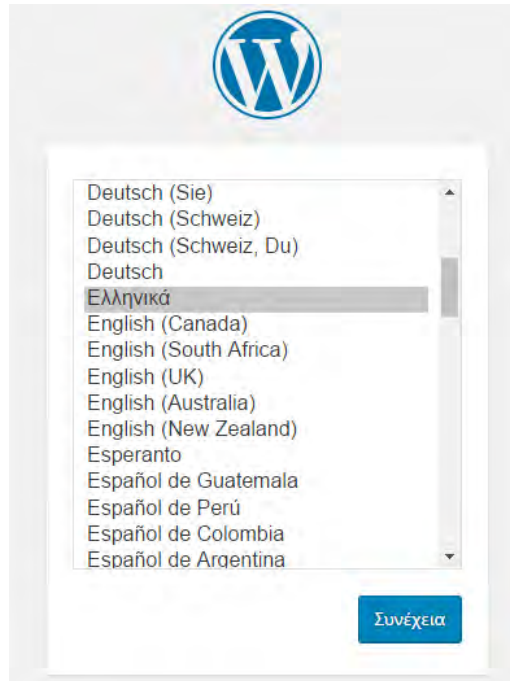 Deutsch (Sie)
Deutsch (Schweiz)
Deutsch (Schweiz, Du)
Deutsch
Ελληνικά
English (Canada)
English (South Africa)
English (UK)
English (Australia)
English (New Zealand)
Esperanto
Español de Guatemala
Español de Perú
Español de Colombia
Español de Argentina
Συνέχεια